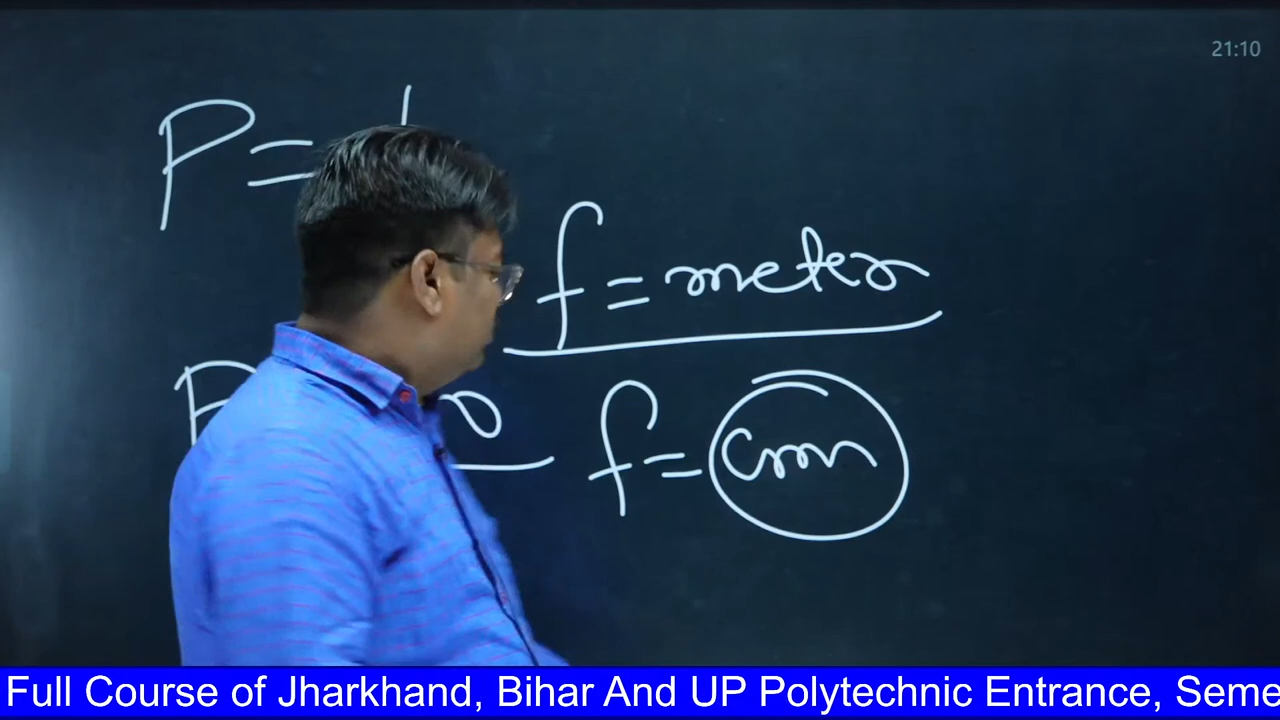 21:10
P =
f = meter
f = cm
Full Course of Jharkhand, Bihar And UP Polytechnic Entrance, Seme